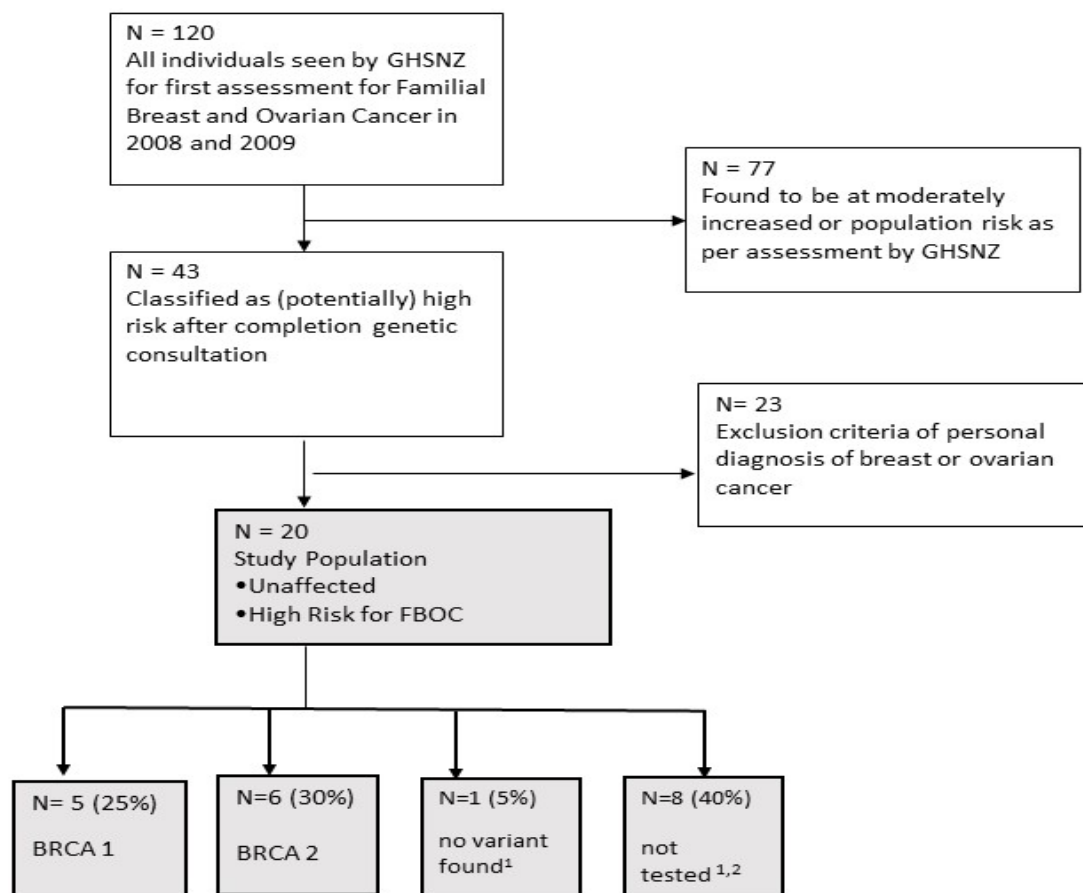 N = 120
All individuals seen by GHSNZ
for first assessment for Familial
Breast and Ovarian Cancer in
2008 and 2009
N = 77
Found to be at moderately
increased or population risk as
per assessment by GHSNZ
N = 43
Classified as (potentially) high
risk after completion genetic
consultation
N= 23
Exclusion criteria of personal
diagnosis of breast or ovarian
cancer
N = 20
Study Population
•Unaffected
•High Risk for FBOC
N= 5 (25%)
BRCA 1
N=6 (30%)
BRCA 2
N=1 (5%)
no variant
found¹
N=8 (40%)
not
tested ¹,²